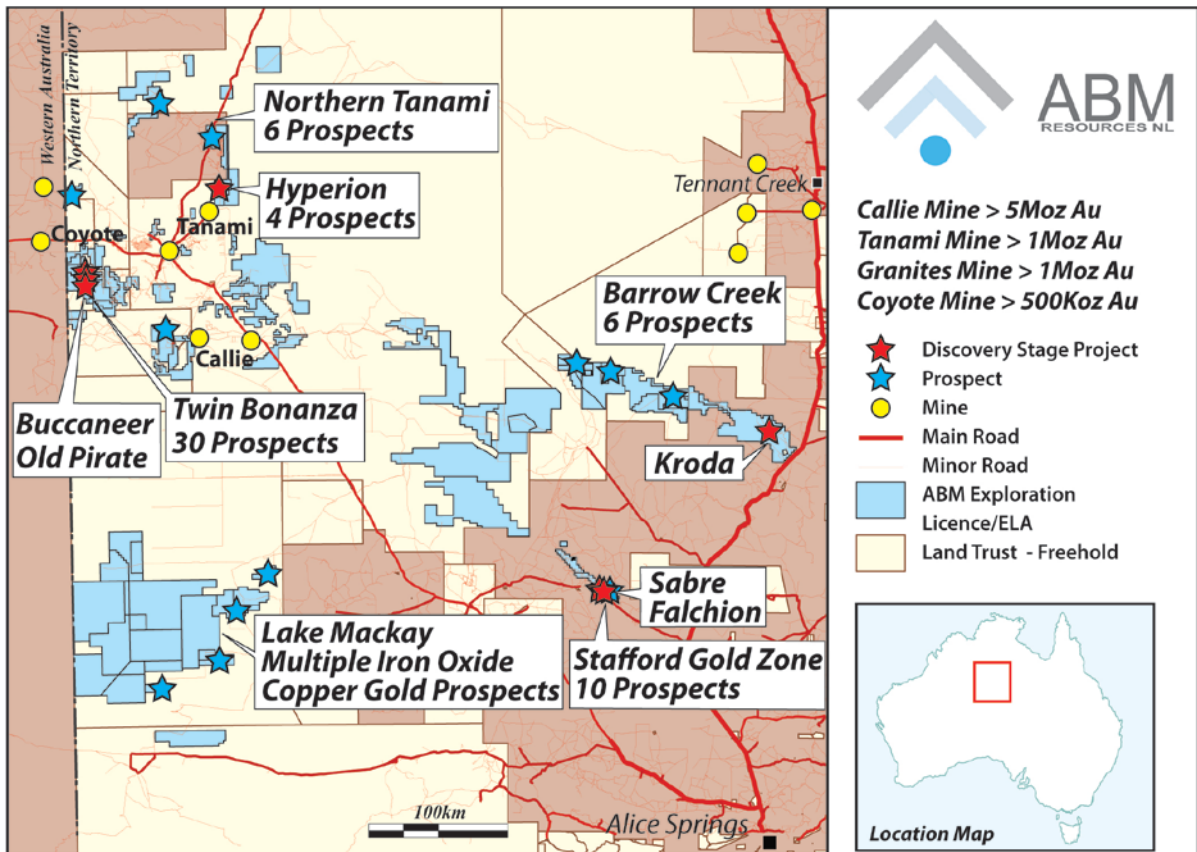 Western Australia
Northern Territory
Northern Tanami
6 Prospects
Hyperion
4 Prospects
Coyote
Tanami
Callie
Buccaneer
Old Pirate
Twin Bonanza
30 Prospects
Tennant Creek
Barrow Creek
6 Prospects
Kroda
Sabre
Falchion
Stafford Gold Zone
10 Prospects
Lake Mackay
Multiple Iron Oxide
Copper Gold Prospects
100km
Alice Springs
ABM
RESOURCES NL
Callie Mine > 5Moz Au
Tanami Mine > 1Moz Au
Granites Mine > 1Moz Au
Coyote Mine > 500Koz Au
Discovery Stage Project
Prospect
Mine
Main Road
Minor Road
ABM Exploration
Licence/ELA
Land Trust - Freehold
Location Map